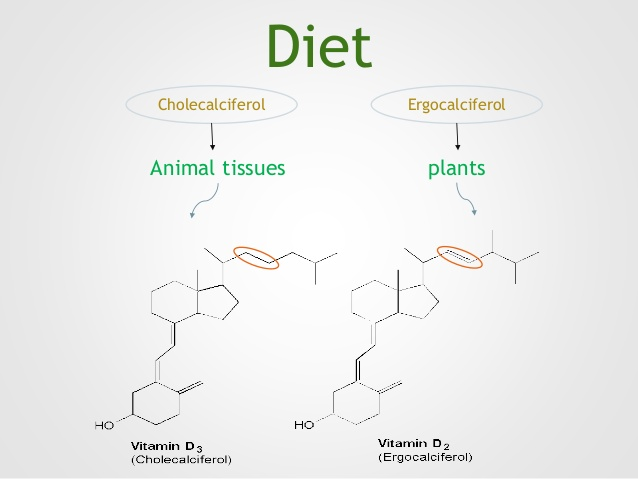 Diet
Cholecalciferol
Ergocalciferol
Animal tissues
plants
HO
HO
Vitamin D3
(Cholecalciferol)
Vitamin D2
(Ergocalciferol)